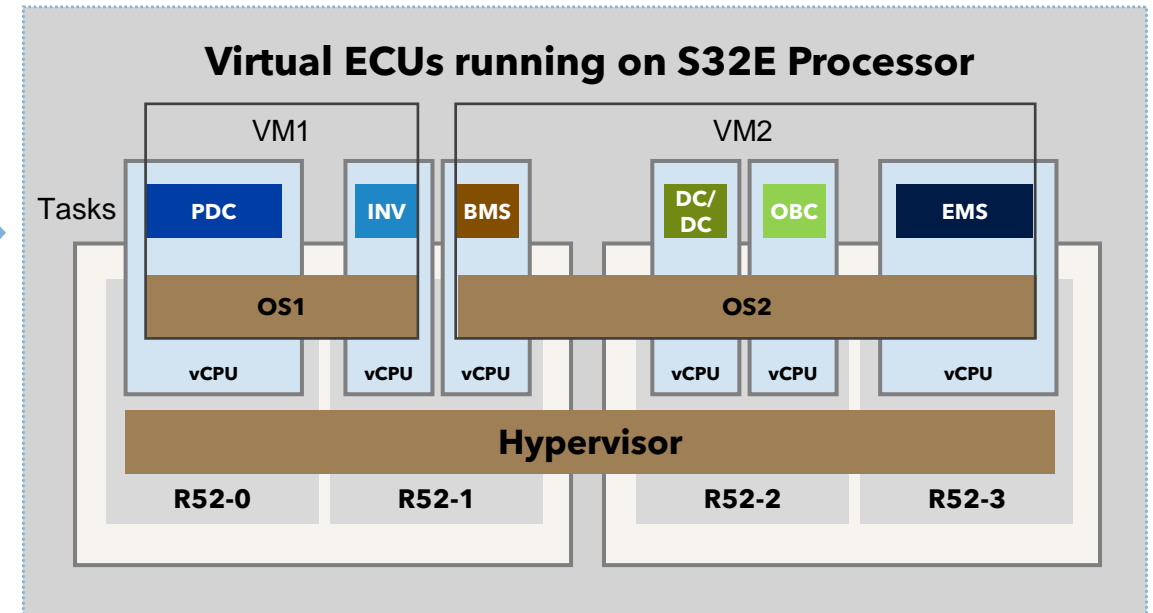 Virtual ECUs running on S32E Processor
VM1
VM2
Tasks
PDC
INV
BMS
DC/
DC
OBC
EMS
OS1
OS2
vCPU
vCPU
vCPU
vCPU
vCPU
vCPU
Hypervisor
R52-0
R52-1
R52-2
R52-3